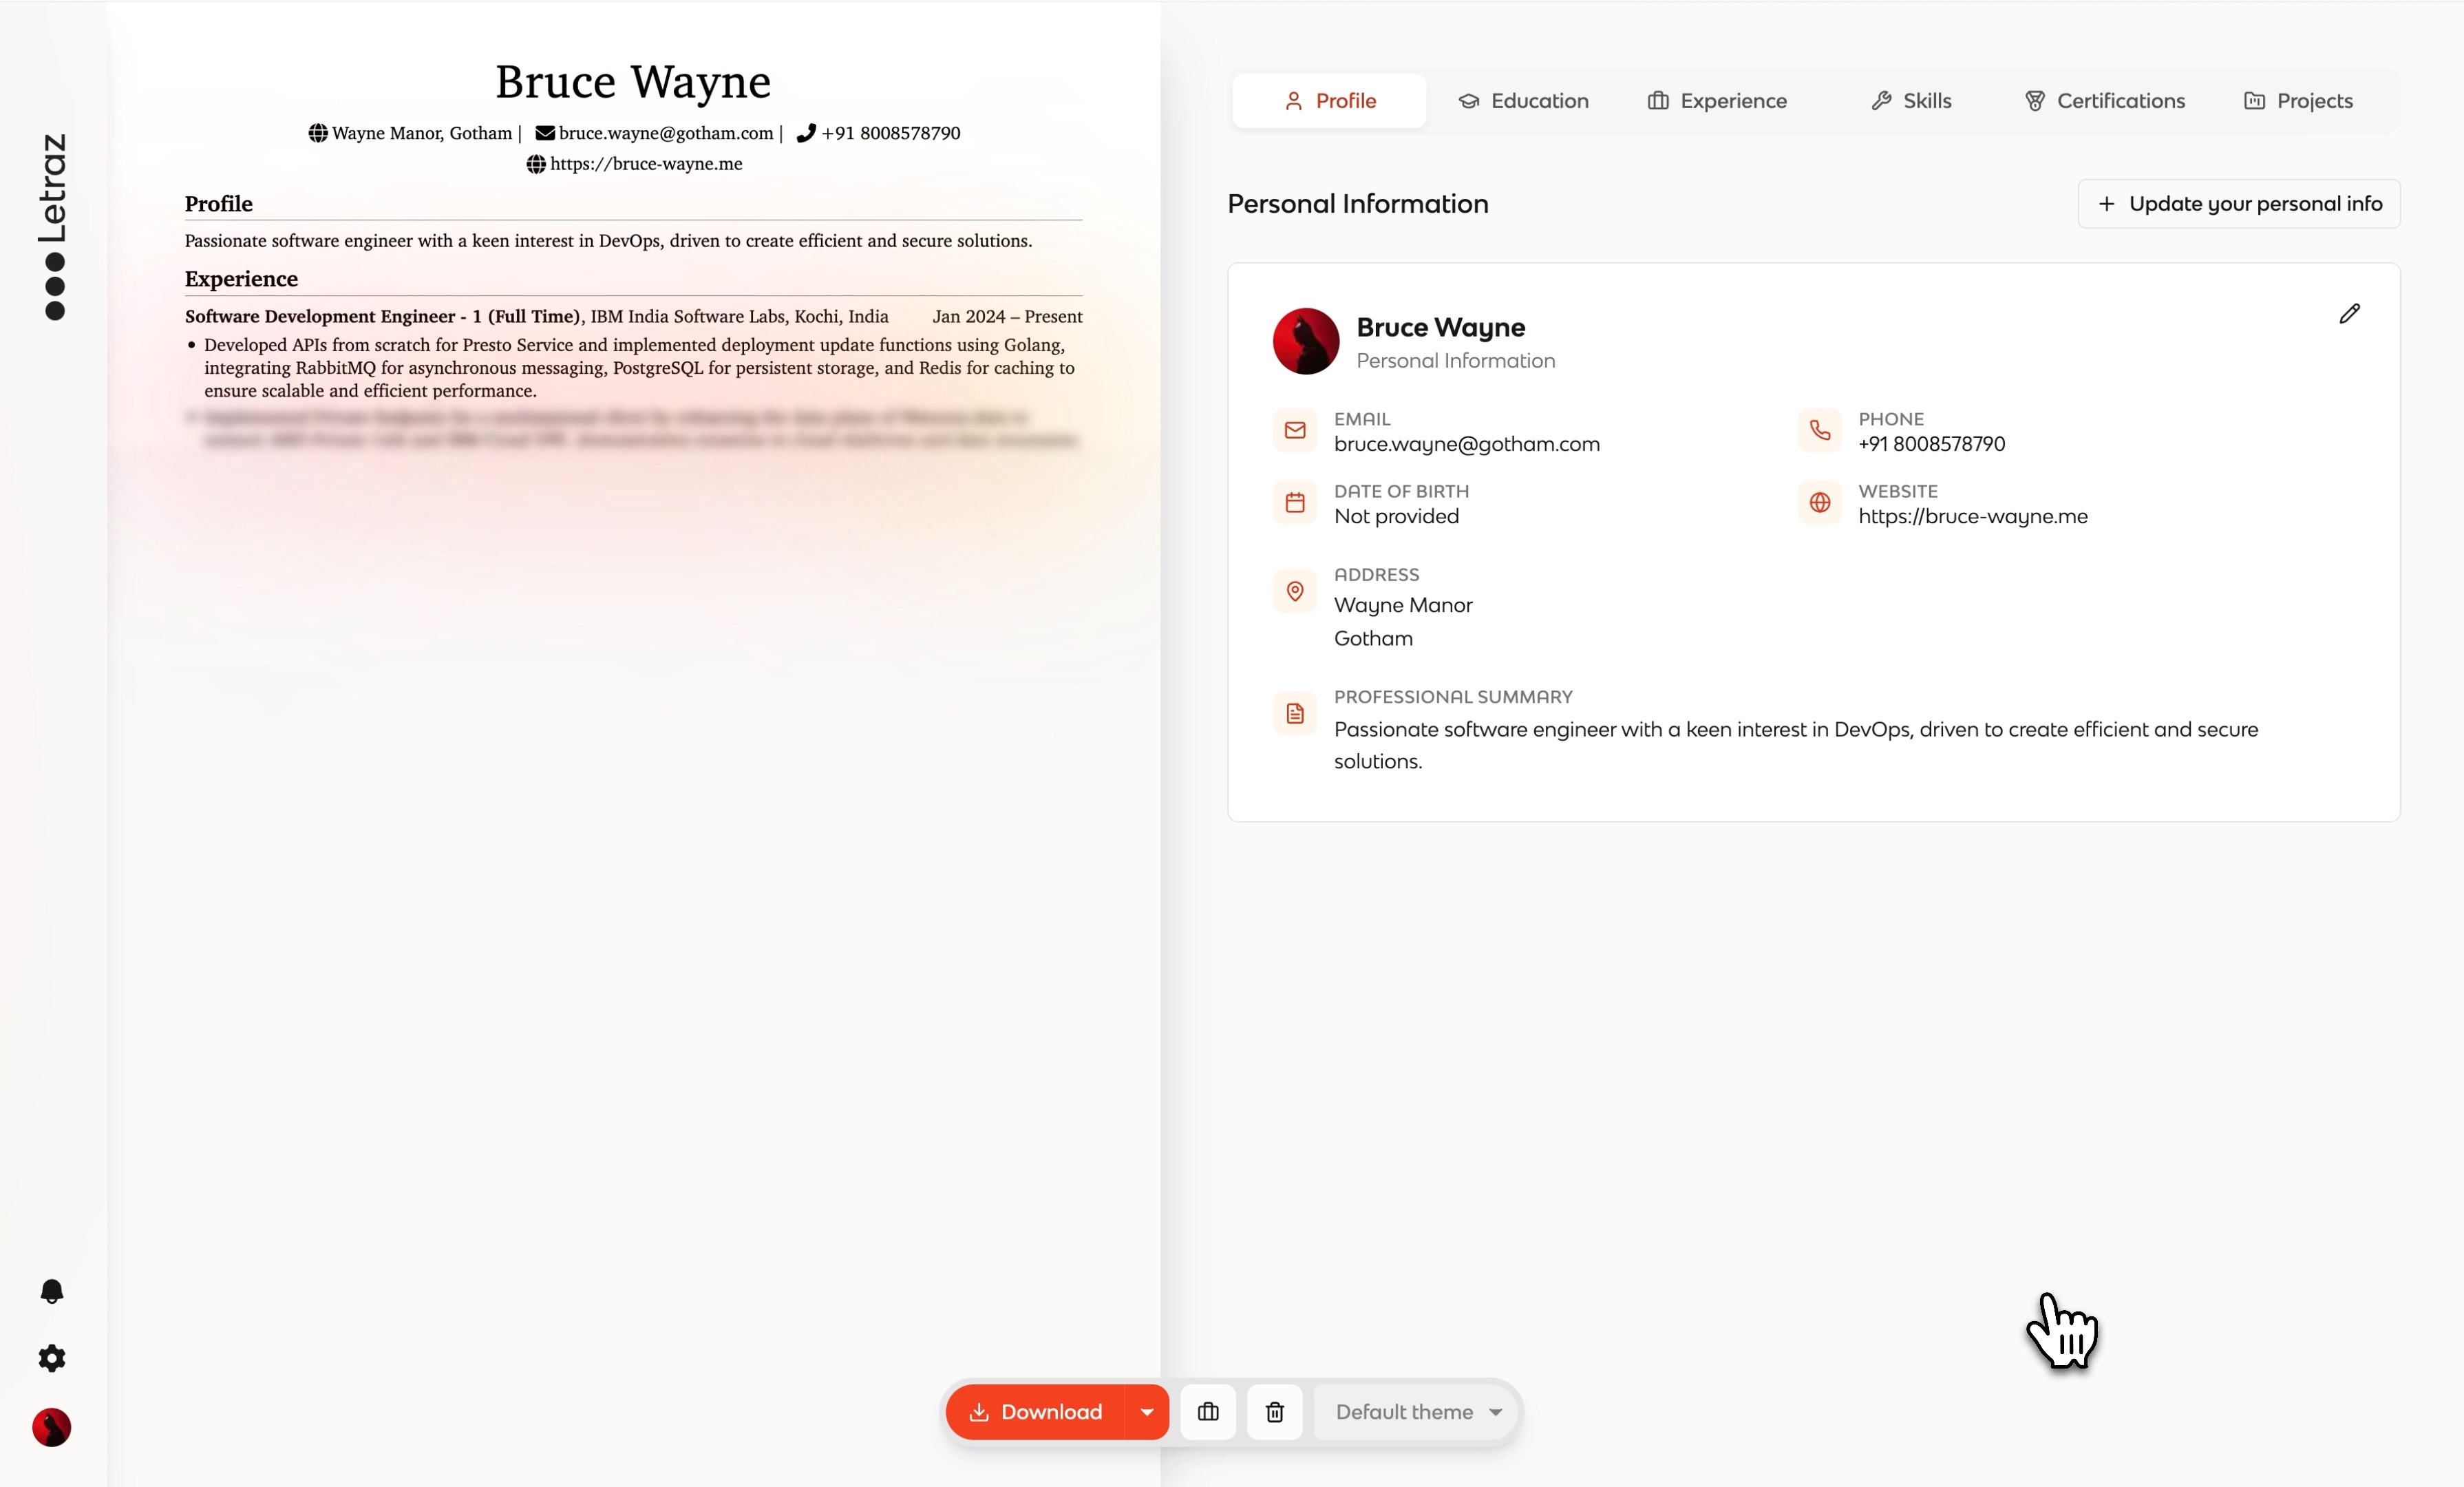 Letraz
Bruce Wayne
Wayne Manor, Gotham | bruce.wayne@gotham.com | +91 8008578790
https://bruce-wayne.me
Profile
Passionate software engineer with a keen interest in DevOps, driven to create efficient and secure solutions.
Experience
Software Development Engineer - 1 (Full Time), IBM India Software Labs, Kochi, India Jan 2024 – Present
• Developed APIs from scratch for Presto Service and implemented deployment update functions using Golang,
integrating RabbitMQ for asynchronous messaging, PostgreSQL for persistent storage, and Redis for caching to
ensure scalable and efficient performance.
Profile Education Experience Skills Certifications Projects
Personal Information
+ Update your personal info
Bruce Wayne
Personal Information
EMAIL
bruce.wayne@gotham.com
PHONE
+91 8008578790
DATE OF BIRTH
Not provided
WEBSITE
https://bruce-wayne.me
ADDRESS
Wayne Manor
Gotham
PROFESSIONAL SUMMARY
Passionate software engineer with a keen interest in DevOps, driven to create efficient and secure
solutions.
Download
Default theme